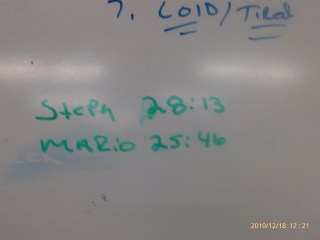 7. COLD/Tired
Steph 28:13
MARio 25:46
2010/12/18 12:21